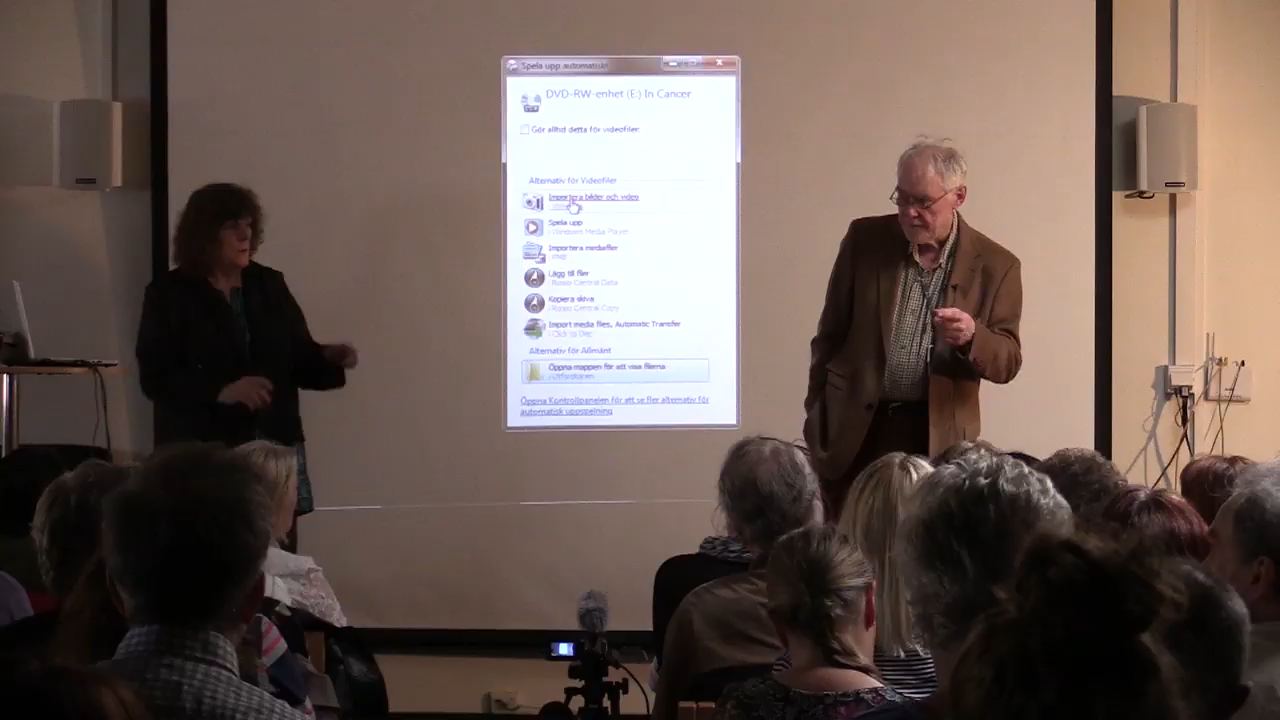 Spela upp automatiskt
DVD-RW-enhet (E:) In Cancer
Gör alltid detta för videofiler:
Alternativ för Videofiler
Importera bilder och video
Spela upp
i Windows Media Player
Importera mediafiler
Lägg till filer
i Roxio Central Data
Kopiera skiva
i Roxio Central Copy
Import media files, Automatic Transfer
i Click to Disc
Alternativ för Allmänt
Öppna mappen för att visa filerna
i Utforskaren
Öppna Kontrollpanelen för att se fler alternativ för
automatisk uppspelning